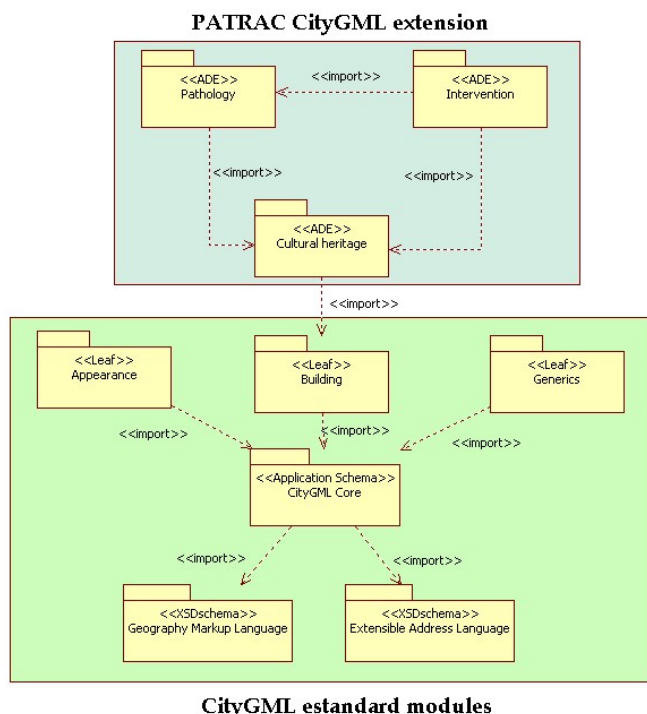 PATRAC CityGML extension
<<ADE>>
Pathology
<<import>>
<<ADE>>
Intervention
<<import>>
<<import>>
<<ADE>>
Cultural heritage
<<import>>
<<Leaf>>
Appearance
<<Leaf>>
Building
<<Leaf>>
Generics
<<import>>
<<import>>
<<import>>
<<Application Schema>>
CityGML Core
<<import>>
<<import>>
<<XSDschema>>
Geography Markup Language
<<XSDschema>>
Extensible Address Language
CityGML estandard modules